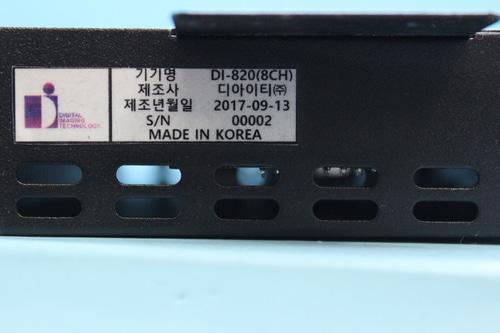 DIGITAL
IMAGING
TECHNOLOGY
기기명 DI-820(8CH)
제조사 디아이티㈜
제조년월일 2017-09-13
S/N 00002
MADE IN KOREA